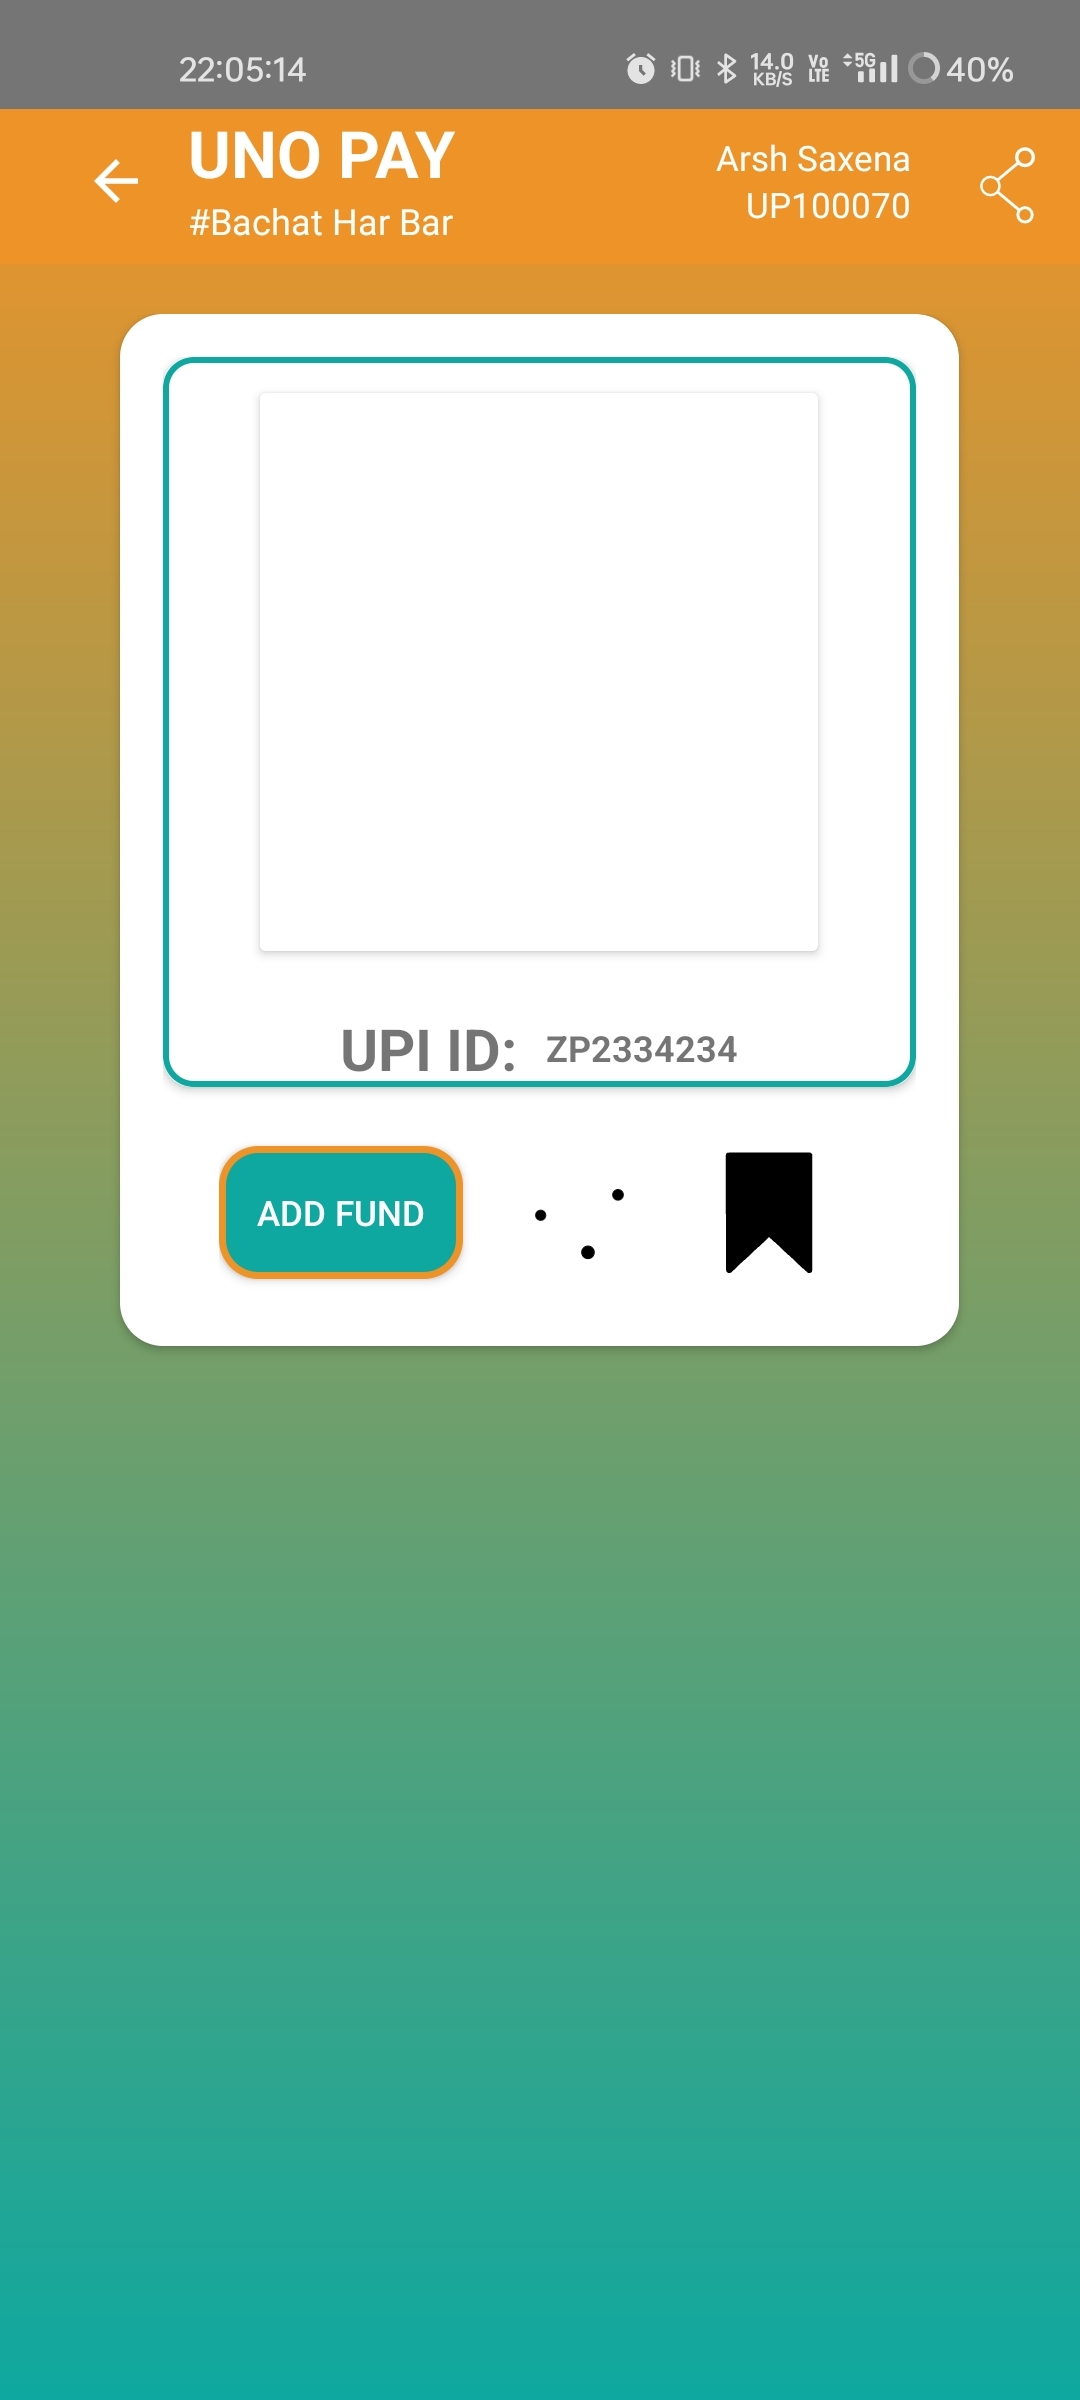 22:05:14
14.0 KB/S
Vo LTE
5G
40%
UNO PAY
#Bachat Har Bar
Arsh Saxena
UP100070
UPI ID: ZP2334234
ADD FUND